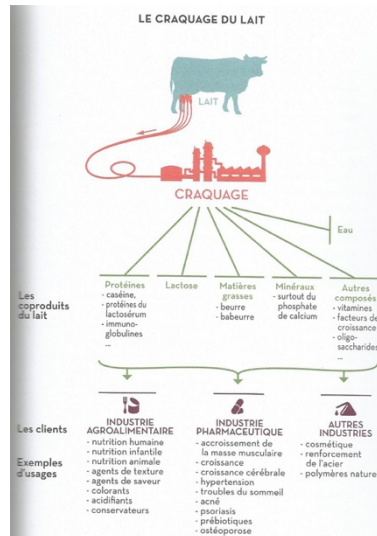 LE CRAQUAGE DU LAIT
LAIT
CRAQUAGE
Eau
Les coproduits du lait
Protéines
- caséine,
protéines du
lactosérum
- immuno-
globulines
...
Lactose
Matières
grasses
- beurre
- babeurre
Minéraux
- surtout du
phosphate
de calcium
Autres
composés
- vitamines
- facteurs de
croissance
- oligo-
saccharides
...
Les clients
Exemples
d'usages
INDUSTRIE
AGROALIMENTAIRE
- nutrition humaine
- nutrition infantile
- nutrition animale
- agents de texture
- agents de saveur
- colorants
- acidifiants
- conservateurs
INDUSTRIE
PHARMACEUTIQUE
- accroissement de
la masse musculaire
- croissance
- croissance cérébrale
- hypertension
- troubles du sommeil
- acné
- psoriasis
- prébiotiques
- ostéoporose
AUTRES
INDUSTRIES
- cosmétique
- renforcement
de l'acier
- polymères nature